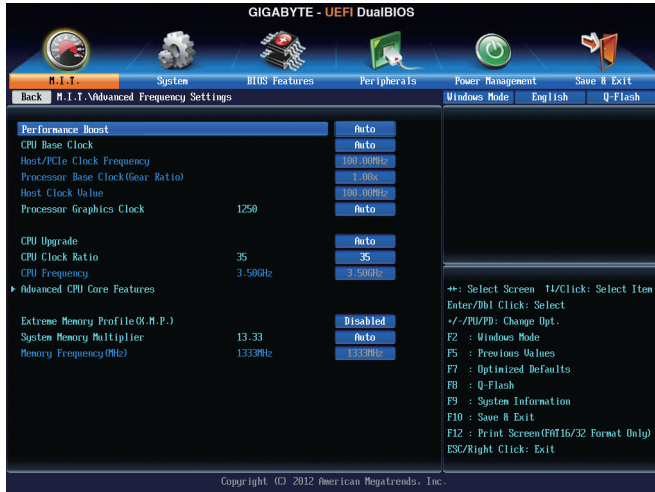 GIGABYTE - UEFI DualBIOS
M.I.T. System BIOS Features Peripherals Power Management Save & Exit
Back M.I.T.\Advanced Frequency Settings Windows Mode English Q-Flash
Performance Boost Auto
CPU Base Clock Auto
Host/PCIe Clock Frequency 100.00MHz
Processor Base Clock(Gear Ratio) 1.00x
Host Clock Value 100.00MHz
Processor Graphics Clock 1250 Auto
CPU Upgrade Auto
CPU Clock Ratio 35 35
CPU Frequency 3.50GHz 3.50GHz
Advanced CPU Core Features
Extreme Memory Profile(X.M.P.) Disabled
System Memory Multiplier 13.33 Auto
Memory Frequency(MHz) 1333MHz 1333MHz
↔: Select Screen ↑↓/Click: Select Item
Enter/Dbl Click: Select
+/-/PU/PD: Change Opt.
F2 : Windows Mode
F5 : Previous Values
F7 : Optimized Defaults
F8 : Q-Flash
F9 : System Information
F10 : Save & Exit
F12 : Print Screen(FAT16/32 Format Only)
ESC/Right Click: Exit
Copyright (C) 2012 American Megatrends, Inc.